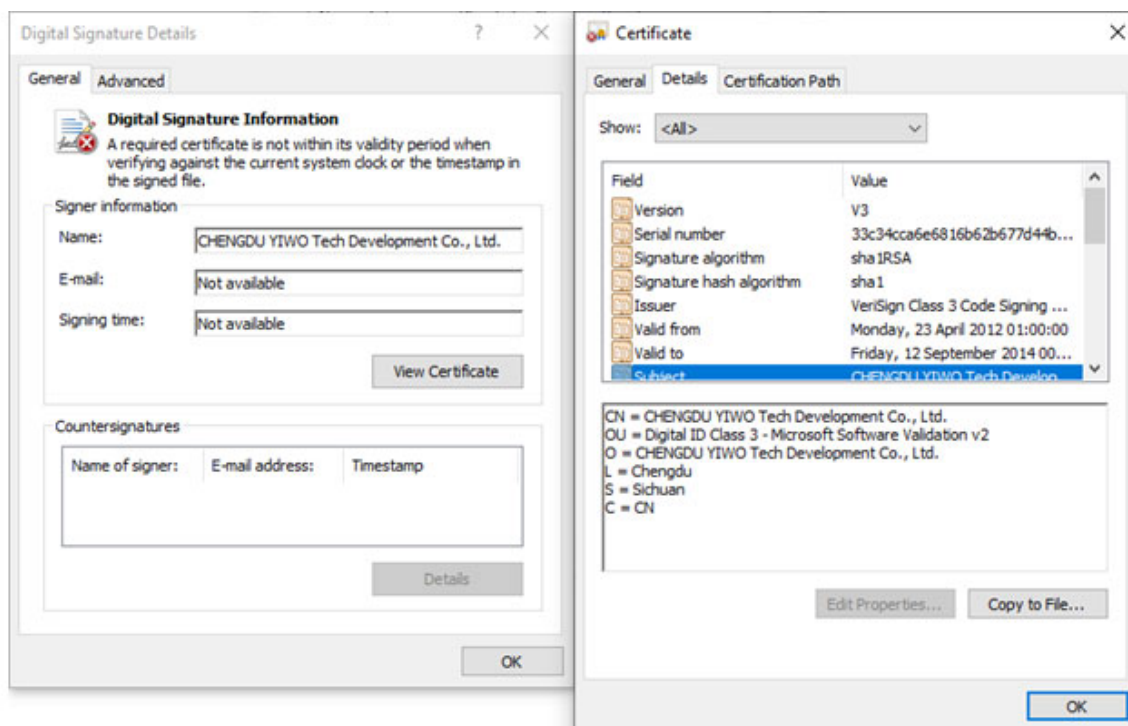 Digital Signature Details
General
Advanced
Digital Signature Information
A required certificate is not within its validity period when
verifying against the current system clock or the timestamp in
the signed file.
Signer information
Name:
CHENGDU YIWO Tech Development Co., Ltd.
E-mail:
Not available
Signing time:
Not available
View Certificate
Countersignatures
Name of signer:
E-mail address:
Timestamp
Details
OK
Certificate
General
Details
Certification Path
Show:
<All>
Field
Value
Version
V3
Serial number
33c34cca6e6816b62b677d44b...
Signature algorithm
sha1RSA
Signature hash algorithm
sha1
Issuer
VeriSign Class 3 Code Signing ...
Valid from
Monday, 23 April 2012 01:00:00
Valid to
Friday, 12 September 2014 00...
Subject
CHENGDU YIWO Tech Develop...
CN = CHENGDU YIWO Tech Development Co., Ltd.
OU = Digital ID Class 3 - Microsoft Software Validation v2
O = CHENGDU YIWO Tech Development Co., Ltd.
L = Chengdu
S = Sichuan
C = CN
Edit Properties...
Copy to File...
OK